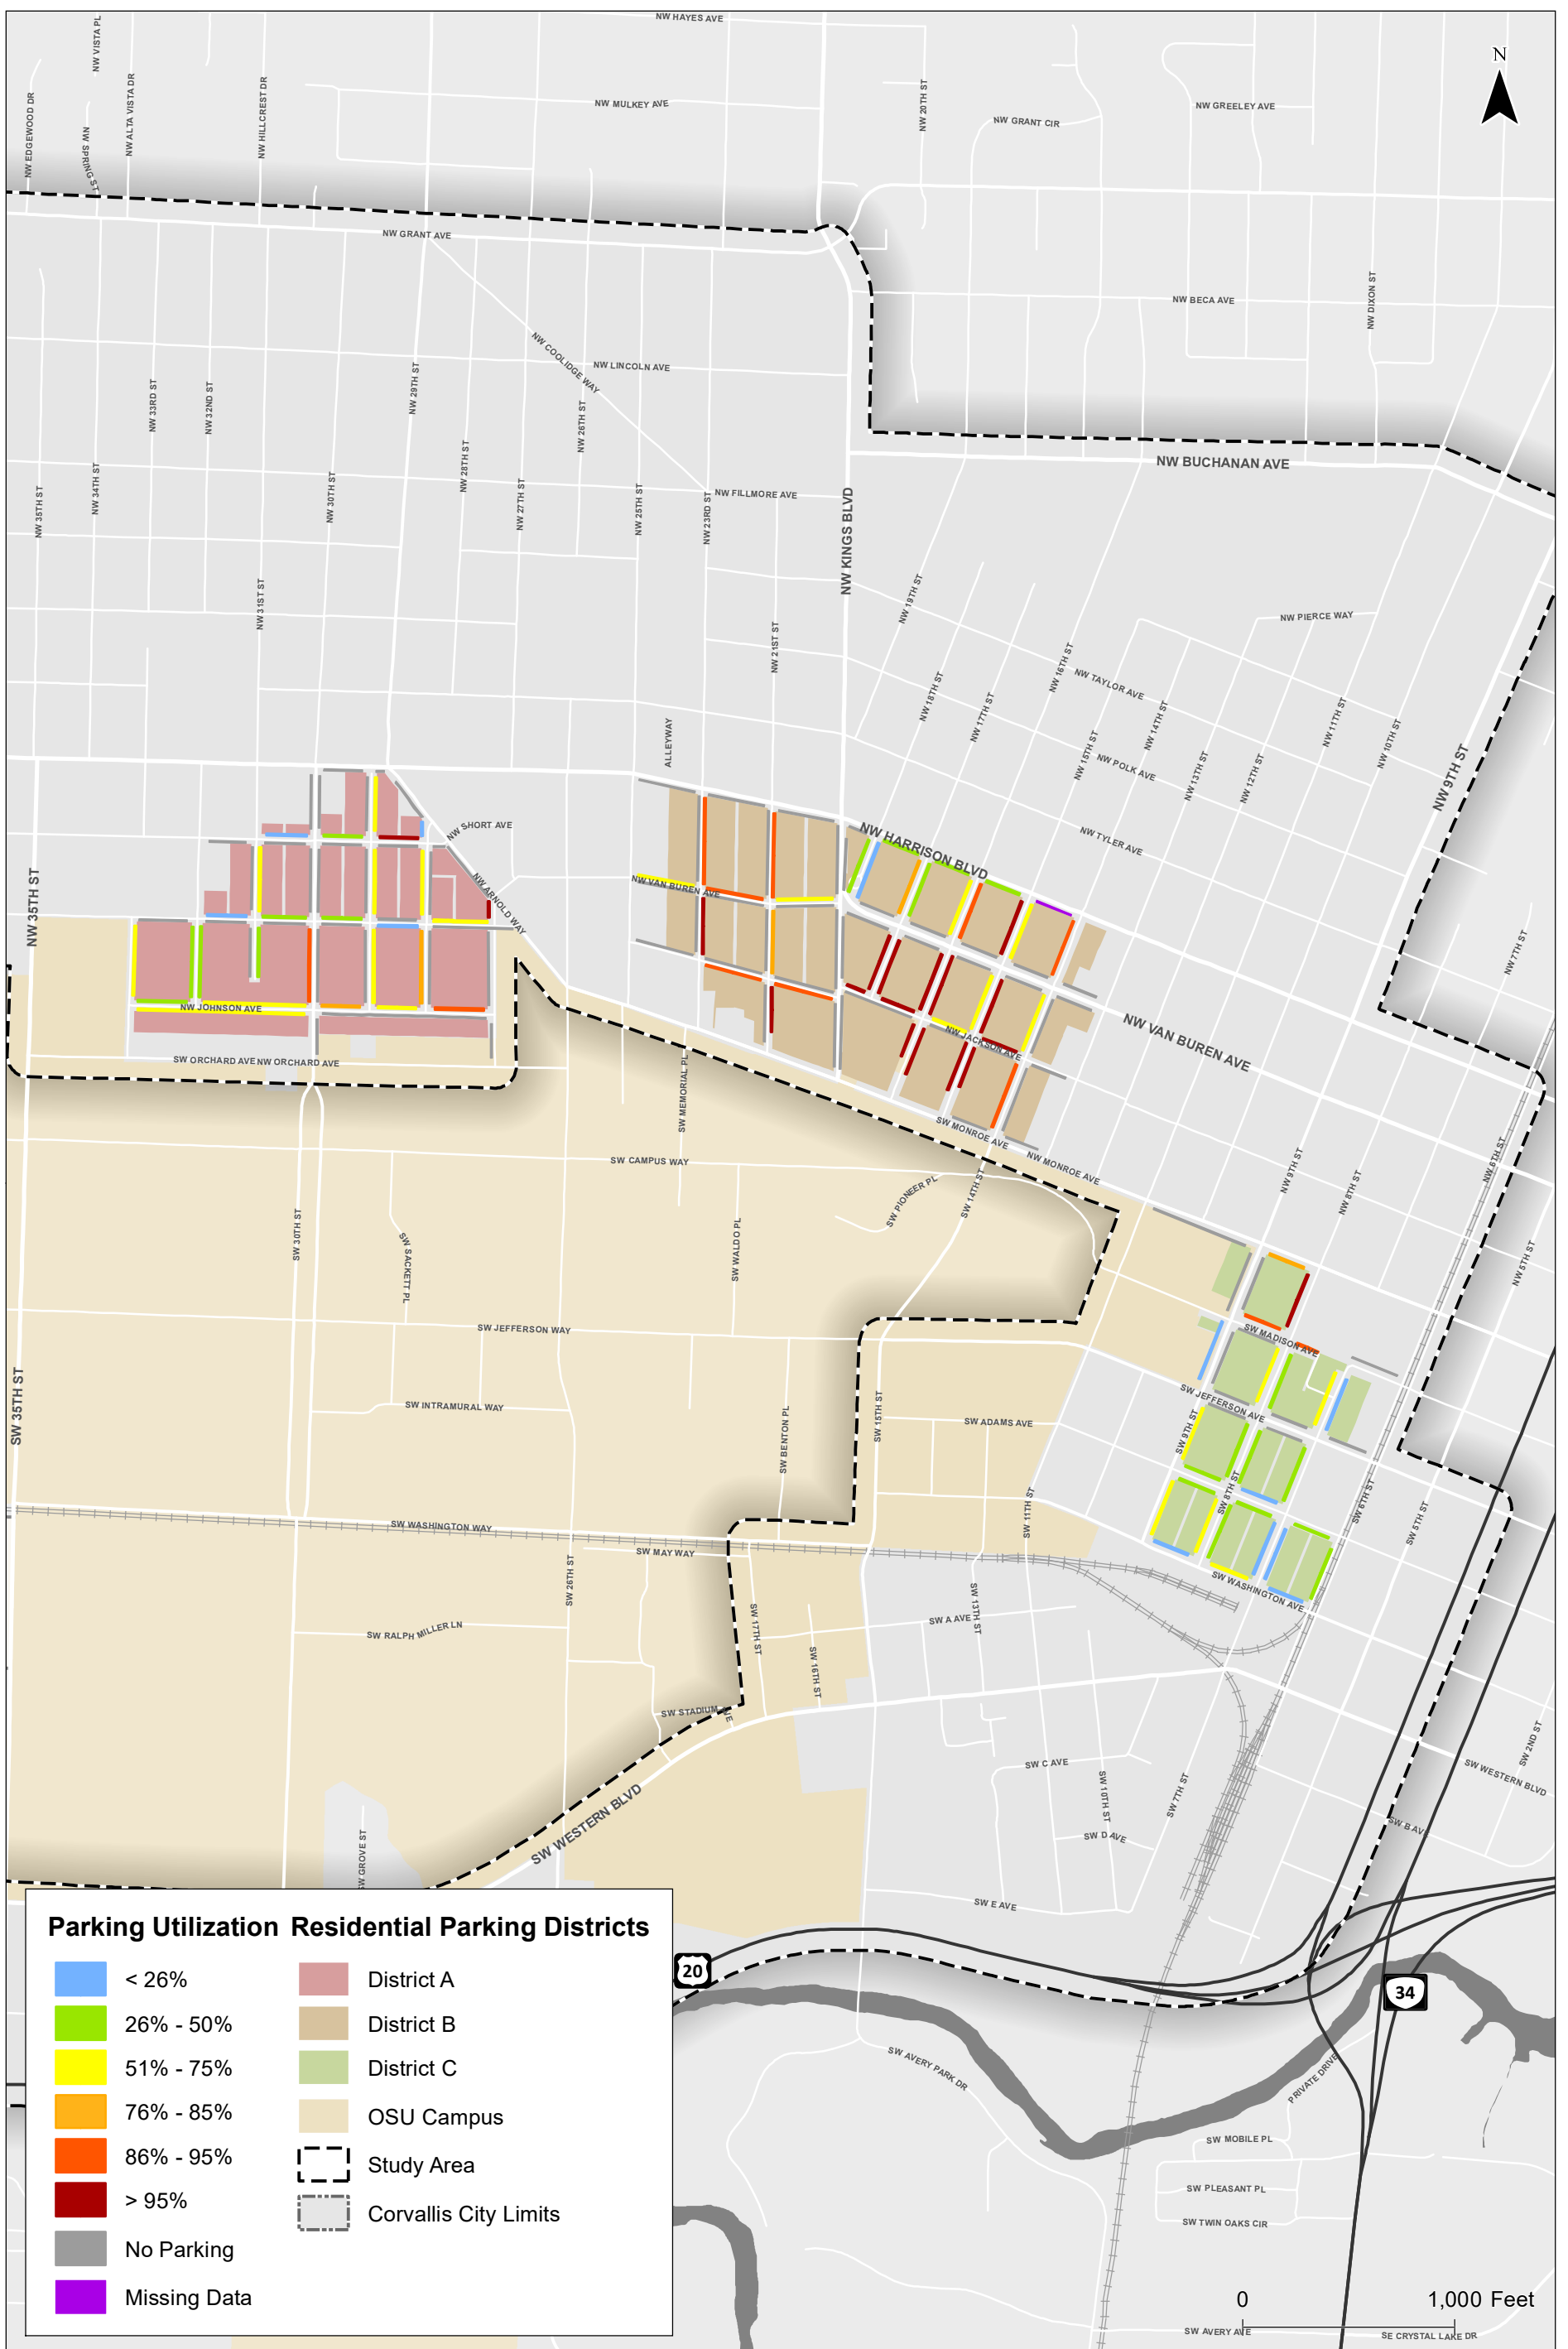 NW HAYES AVE
NW VISTA PL
N
NW EDGEWOOD DR
NW SPRING ST
NW ALTA VISTA DR
NW HILLCREST DR
NW MULKEY AVE
NW 20TH ST
NW GRANT CIR
NW GREELEY AVE
NW GRANT AVE
NW BECA AVE
NW DIXON ST
NW COOLIDGE WAY
NW LINCOLN AVE
NW 33RD ST
NW 32ND ST
NW 29TH ST
NW 26TH ST
NW BUCHANAN AVE
NW 35TH ST
NW 34TH ST
NW 30TH ST
NW 28TH ST
NW 27TH ST
NW 25TH ST
NW 23RD ST
NW FILLMORE AVE
NW KINGS BLVD
NW 31ST ST
NW 21ST ST
NW 19TH ST
NW PIERCE WAY
NW 18TH ST
NW 17TH ST
NW 16TH ST
NW TAYLOR AVE
NW 15TH ST
NW 14TH ST
NW POLK AVE
NW 13TH ST
NW 12TH ST
NW 11TH ST
NW 10TH ST
NW 9TH ST
ALLEYWAY
NW SHORT AVE
NW HARRISON BLVD
NW TYLER AVE
NW 35TH ST
NW ARNOLD WAY
NW VAN BUREN AVE
NW 7TH ST
NW JOHNSON AVE
NW JACKSON AVE
NW VAN BUREN AVE
SW ORCHARD AVE
NW ORCHARD AVE
SW MEMORIAL PL
SW MONROE AVE
NW MONROE AVE
SW CAMPUS WAY
SW PIONEER PL
SW 14TH ST
NW 9TH ST
NW 8TH ST
NW 6TH ST
NW 5TH ST
SW 30TH ST
SW SACKETT PL
SW WALDO PL
SW JEFFERSON WAY
SW MADISON AVE
SW 35TH ST
SW INTRAMURAL WAY
SW BENTON PL
SW 15TH ST
SW ADAMS AVE
SW JEFFERSON AVE
SW 9TH ST
SW 8TH ST
SW 11TH ST
SW 6TH ST
SW 5TH ST
SW WASHINGTON WAY
SW MAY WAY
SW 26TH ST
SW WASHINGTON AVE
SW RALPH MILLER LN
SW 17TH ST
SW 16TH ST
SW A AVE
SW 13TH ST
SW STADIUM AVE
SW C AVE
SW 10TH ST
SW 7TH ST
SW 2ND ST
SW WESTERN BLVD
SW WESTERN BLVD
SW GROVE ST
SW D AVE
SW B AVE
SW E AVE
20
34
SW AVERY PARK DR
PRIVATE DRIVE
SW MOBILE PL
SW PLEASANT PL
SW TWIN OAKS CIR
SW AVERY AVE
SE CRYSTAL LAKE DR
0 1,000 Feet
Parking Utilization
< 26%
26% - 50%
51% - 75%
76% - 85%
86% - 95%
> 95%
No Parking
Missing Data
Residential Parking Districts
District A
District B
District C
OSU Campus
Study Area
Corvallis City Limits